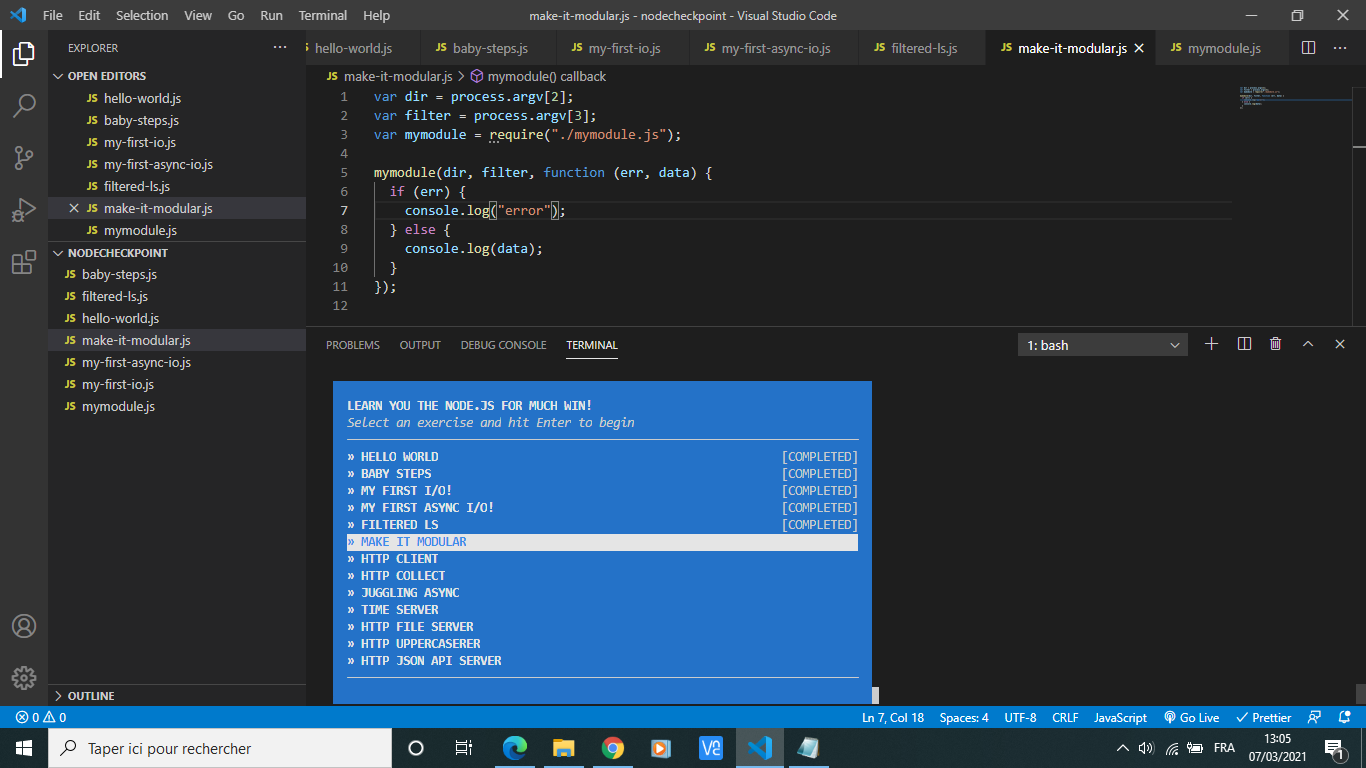 File Edit Selection View Go Run Terminal Help make-it-modular.js - nodecheckpoint - Visual Studio Code
EXPLORER ···
OPEN EDITORS
JS hello-world.js
JS baby-steps.js
JS my-first-io.js
JS my-first-async-io.js
JS filtered-ls.js
JS make-it-modular.js
JS mymodule.js
NODECHECKPOINT
JS baby-steps.js
JS filtered-ls.js
JS hello-world.js
JS make-it-modular.js
JS my-first-async-io.js
JS my-first-io.js
JS mymodule.js
OUTLINE
hello-world.js JS baby-steps.js JS my-first-io.js JS my-first-async-io.js JS filtered-ls.js JS make-it-modular.js JS mymodule.js
JS make-it-modular.js > mymodule() callback
1 var dir = process.argv[2];
2 var filter = process.argv[3];
3 var mymodule = require("./mymodule.js");
4
5 mymodule(dir, filter, function (err, data) {
6 if (err) {
7 console.log("error");
8 } else {
9 console.log(data);
10 }
11 });
12
PROBLEMS OUTPUT DEBUG CONSOLE TERMINAL 1: bash
LEARN YOU THE NODE.JS FOR MUCH WIN!
Select an exercise and hit Enter to begin
» HELLO WORLD [COMPLETED]
» BABY STEPS [COMPLETED]
» MY FIRST I/O! [COMPLETED]
» MY FIRST ASYNC I/O! [COMPLETED]
» FILTERED LS [COMPLETED]
» MAKE IT MODULAR
» HTTP CLIENT
» HTTP COLLECT
» JUGGLING ASYNC
» TIME SERVER
» HTTP FILE SERVER
» HTTP UPPERCASERER
» HTTP JSON API SERVER
0 0 Ln 7, Col 18 Spaces: 4 UTF-8 CRLF JavaScript Go Live Prettier
Taper ici pour rechercher FRA 13:05
07/03/2021 1